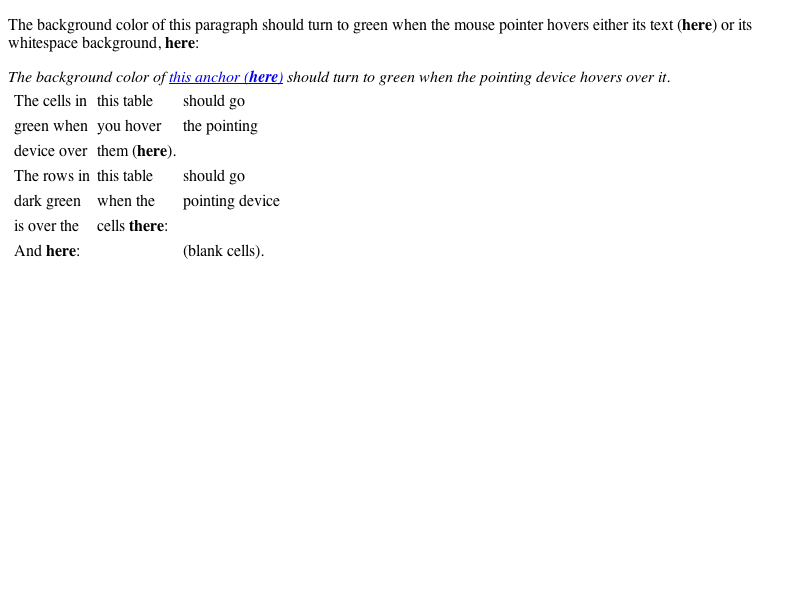 The background color of this paragraph should turn to green when the mouse pointer hovers either its text (here) or its
whitespace background, here:
The background color of this anchor (here) should turn to green when the pointing device hovers over it.
The cells in this table should go
green when you hover the pointing
device over them (here).
The rows in this table should go
dark green when the pointing device
is over the cells there:
And here: (blank cells).